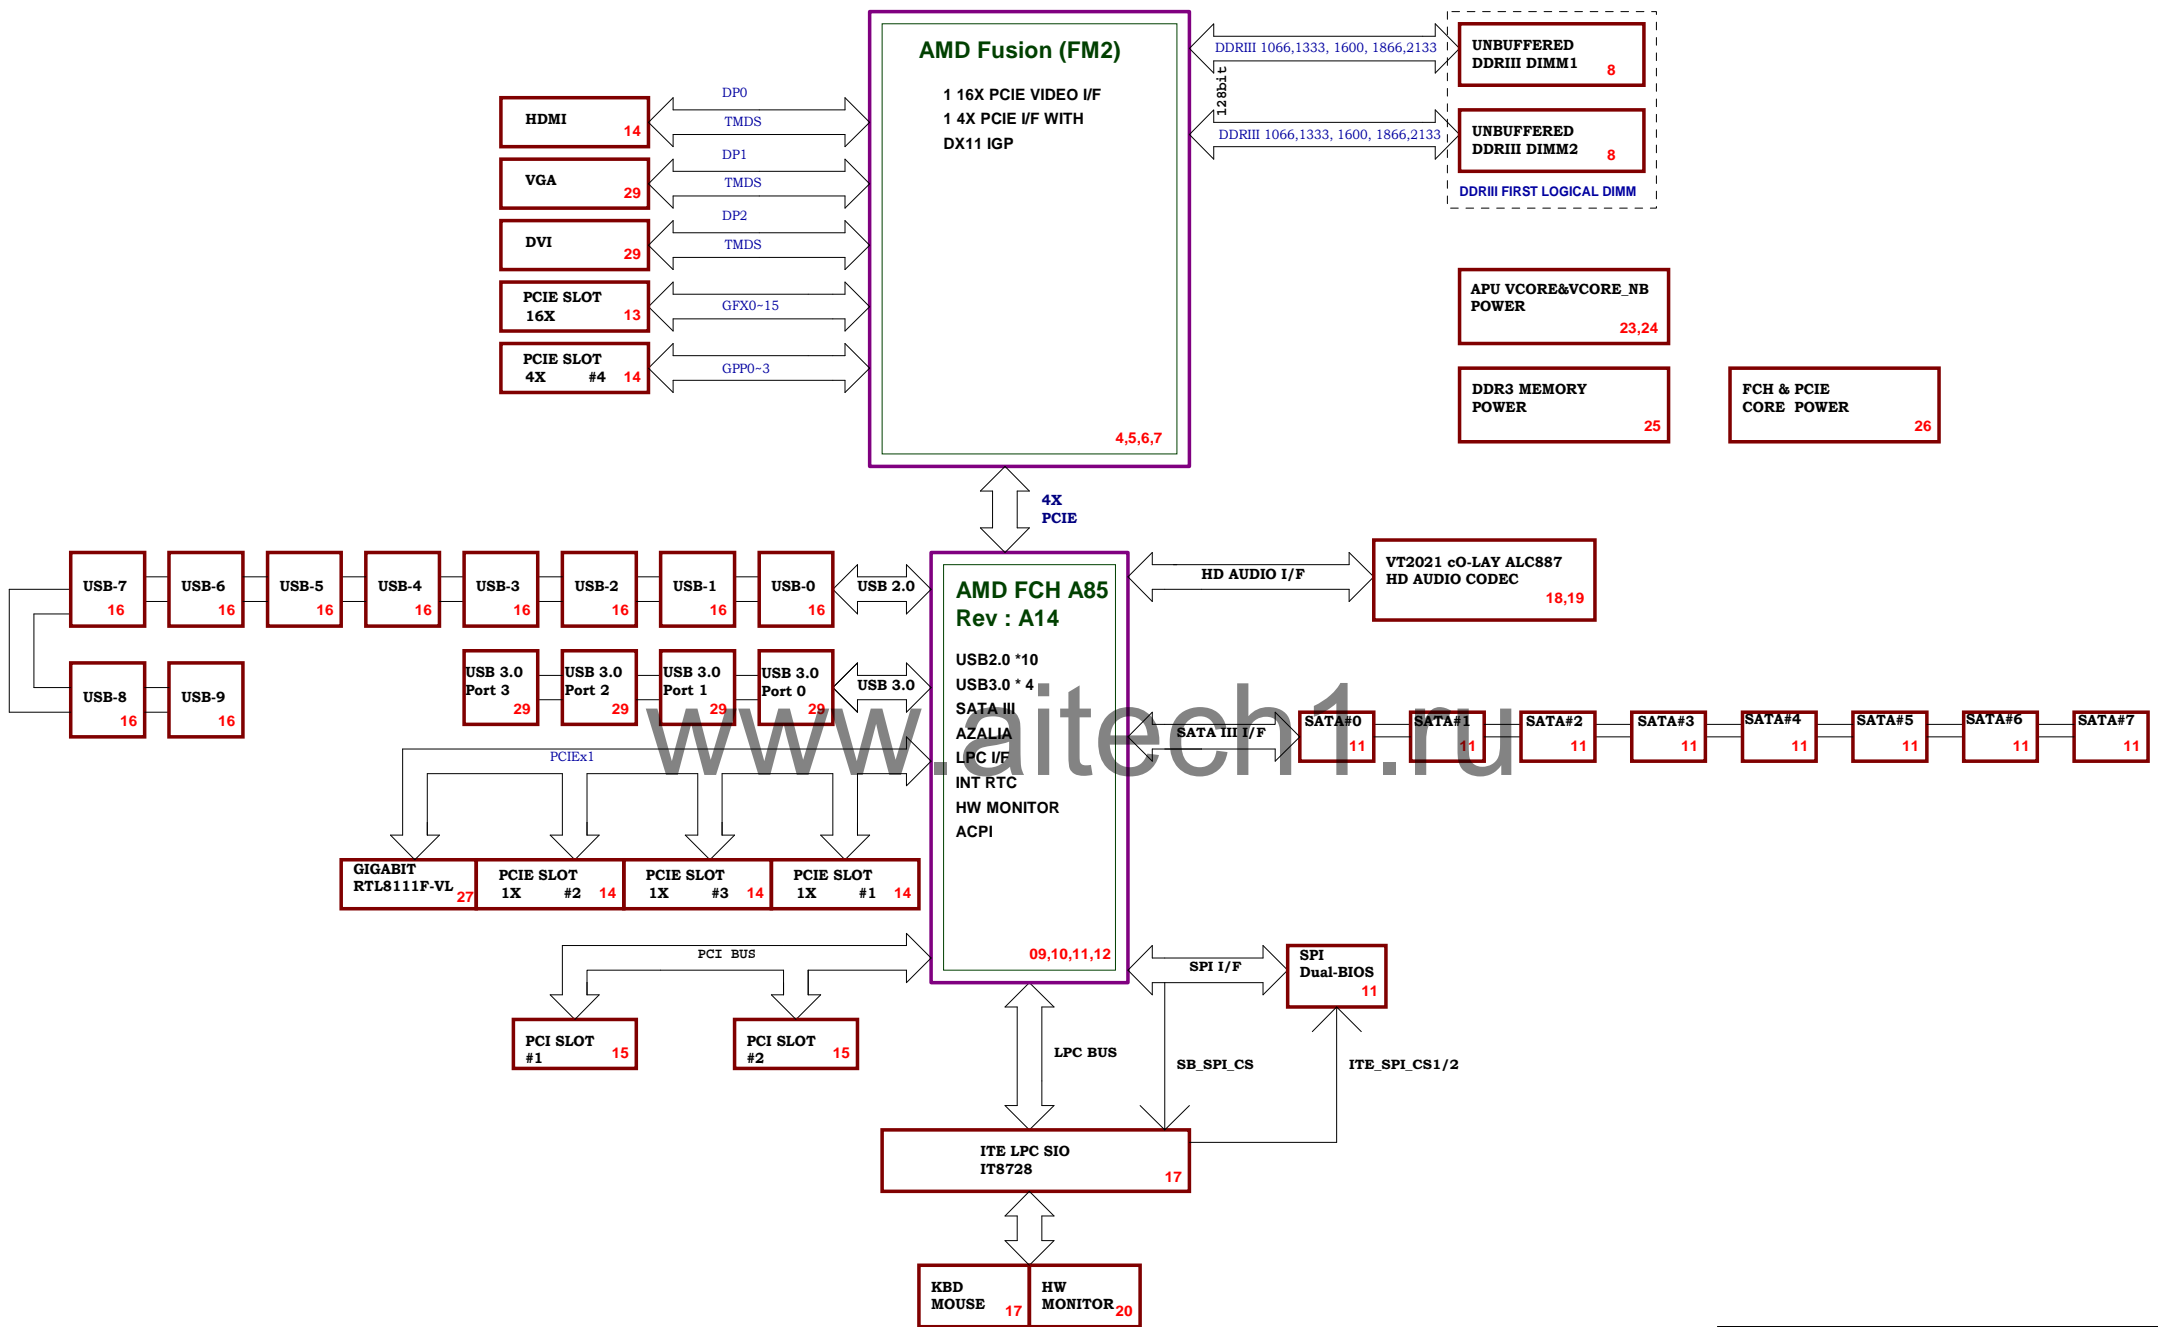 AMD Fusion (FM2)
1 16X PCIE VIDEO I/F
1 4X PCIE I/F WITH
DX11 IGP
4,5,6,7
DDRIII 1066,1333, 1600, 1866,2133
128bit
DDRIII 1066,1333, 1600, 1866,2133
UNBUFFERED
DDRIII DIMM1
8
UNBUFFERED
DDRIII DIMM2
8
DDRIII FIRST LOGICAL DIMM
HDMI
14
DP0
TMDS
VGA
29
DP1
TMDS
DVI
29
DP2
TMDS
PCIE SLOT
16X
13
GFX0~15
PCIE SLOT
4X #4 14
GPP0~3
APU VCORE&VCORE_NB
POWER
23,24
DDR3 MEMORY
POWER
25
FCH & PCIE
CORE POWER
26
4X
PCIE
USB-7
16
USB-6
16
USB-5
16
USB-4
16
USB-3
16
USB-2
16
USB-1
16
USB-0
16
USB 2.0
USB-8
16
USB-9
16
USB 3.0
Port 3
29
USB 3.0
Port 2
29
USB 3.0
Port 1
29
USB 3.0
Port 0
29
USB 3.0
AMD FCH A85
Rev : A14
USB2.0 *10
USB3.0 * 4
SATA III
AZALIA
LPC I/F
INT RTC
HW MONITOR
ACPI
09,10,11,12
HD AUDIO I/F
VT2021 cO-LAY ALC887
HD AUDIO CODEC
18,19
SATA III I/F
SATA#0
11
SATA#1
11
SATA#2
11
SATA#3
11
SATA#4
11
SATA#5
11
SATA#6
11
SATA#7
11
www.aitech1.ru
PCIEx1
GIGABIT
RTL8111F-VL
27
PCIE SLOT
1X #2 14
PCIE SLOT
1X #3 14
PCIE SLOT
1X #1 14
PCI BUS
PCI SLOT
#1
15
PCI SLOT
#2
15
SPI I/F
SPI
Dual-BIOS
11
LPC BUS
SB_SPI_CS
ITE_SPI_CS1/2
ITE LPC SIO
IT8728
17
KBD
MOUSE
17
HW
MONITOR
20